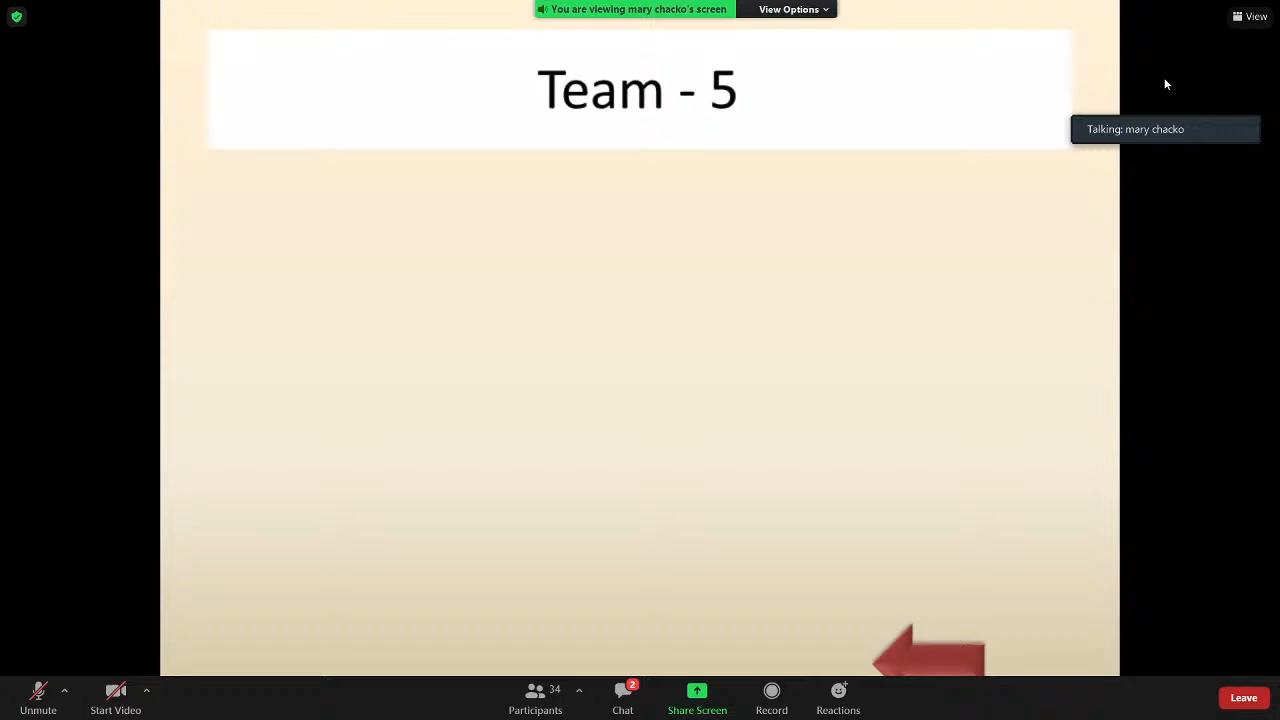 You are viewing mary chacko's screen
View Options
View
Team - 5
Talking: mary chacko
Unmute
Start Video
34
Participants
2
Chat
Share Screen
Record
Reactions
Leave